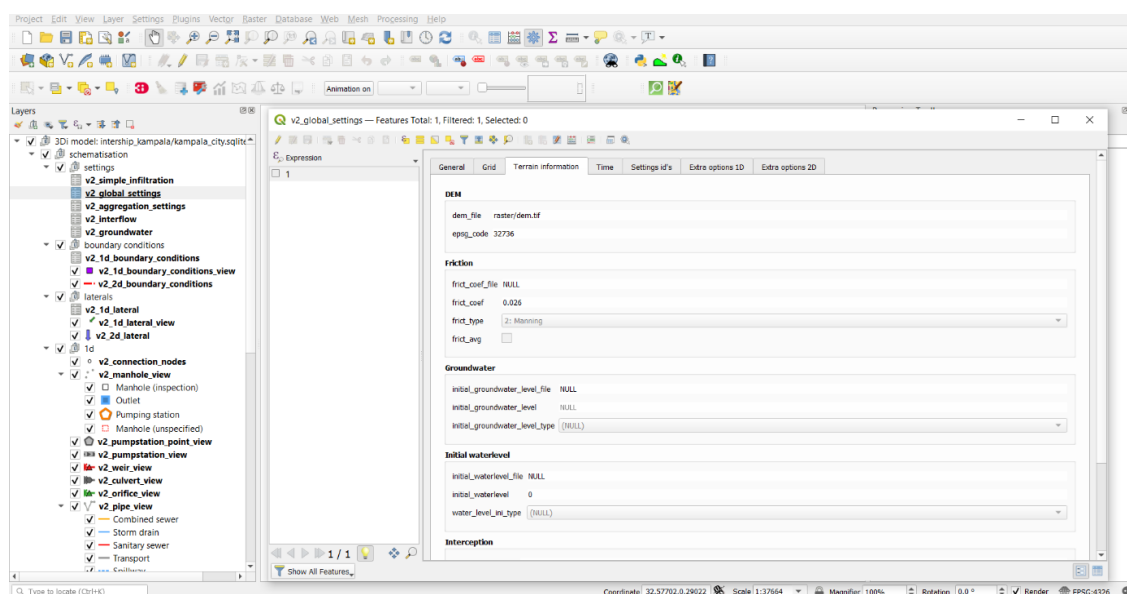 Project Edit View Layer Settings Plugins Vector Raster Database Web Mesh Processing Help
Animation on
Layers
3Di model: intership_kampala/kampala_city.sqlite
schematisation
settings
v2_simple_infiltration
v2_global_settings
v2_aggregation_settings
v2_interflow
v2_groundwater
boundary conditions
v2_1d_boundary_conditions
v2_1d_boundary_conditions_view
v2_2d_boundary_conditions
laterals
v2_1d_lateral
v2_1d_lateral_view
v2_2d_lateral
1d
v2_connection_nodes
v2_manhole_view
Manhole (inspection)
Outlet
Pumping station
Manhole (unspecified)
v2_pumpstation_point_view
v2_pumpstation_view
v2_weir_view
v2_culvert_view
v2_orifice_view
v2_pipe_view
Combined sewer
Storm drain
Sanitary sewer
Transport
Spillway
v2_global_settings — Features Total: 1, Filtered: 1, Selected: 0
Expression
1
General Grid Terrain information Time Settings id's Extra options 1D Extra options 2D
DEM
dem_file raster/dem.tif
epsg_code 32736
Friction
frict_coef_file NULL
frict_coef 0.026
frict_type 2: Manning
frict_avg
Groundwater
initial_groundwater_level_file NULL
initial_groundwater_level NULL
initial_groundwater_level_type (NULL)
Initial waterlevel
initial_waterlevel_file NULL
initial_waterlevel 0
water_level_ini_type (NULL)
Interception
1 / 1
Show All Features
Type to locate (Ctrl+K)
Coordinate 32.57702,0.29022 Scale 1:37664 Magnifier 100% Rotation 0.0 ° Render EPSG:4326